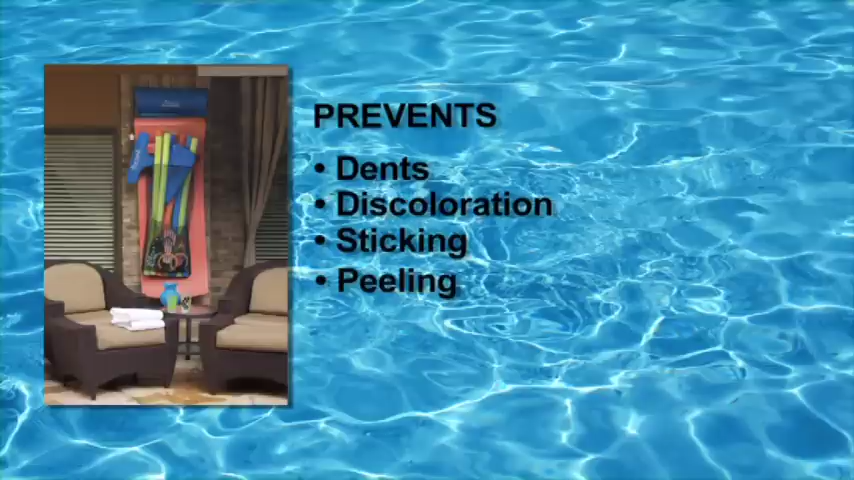 PREVENTS
• Dents
• Discoloration
• Sticking
• Peeling